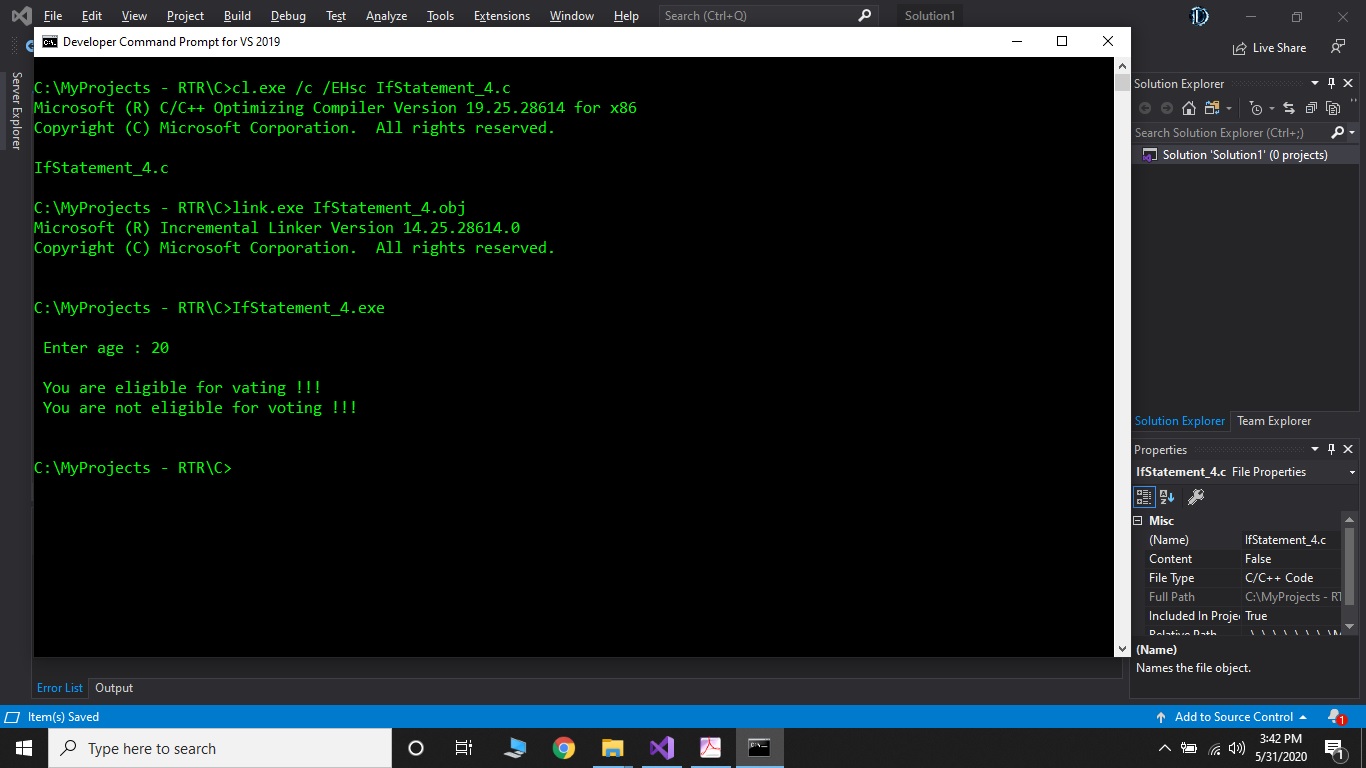 File Edit View Project Build Debug Test Analyze Tools Extensions Window Help Search (Ctrl+Q) Solution1
Live Share
Developer Command Prompt for VS 2019
Server Explorer
C:\MyProjects - RTR\C>cl.exe /c /EHsc IfStatement_4.c
Microsoft (R) C/C++ Optimizing Compiler Version 19.25.28614 for x86
Copyright (C) Microsoft Corporation.  All rights reserved.
IfStatement_4.c
C:\MyProjects - RTR\C>link.exe IfStatement_4.obj
Microsoft (R) Incremental Linker Version 14.25.28614.0
Copyright (C) Microsoft Corporation.  All rights reserved.
C:\MyProjects - RTR\C>IfStatement_4.exe
Enter age : 20
You are eligible for vating !!!
You are not eligible for voting !!!
C:\MyProjects - RTR\C>
Solution Explorer
Search Solution Explorer (Ctrl+;)
Solution 'Solution1' (0 projects)
Solution Explorer Team Explorer
Properties
IfStatement_4.c File Properties
Misc
(Name) IfStatement_4.c
Content False
File Type C/C++ Code
Full Path C:\MyProjects - RT
Included In Proje True
(Name)
Names the file object.
Error List Output
Item(s) Saved
Add to Source Control
1
Type here to search
3:42 PM
5/31/2020
1